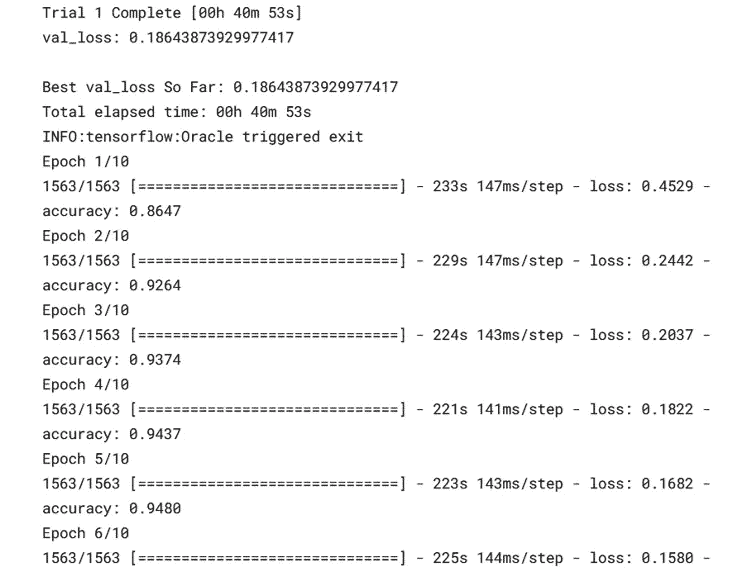 Trial 1 Complete [00h 40m 53s]
val_loss: 0.18643873929977417
Best val_loss So Far: 0.18643873929977417
Total elapsed time: 00h 40m 53s
INFO:tensorflow:Oracle triggered exit
Epoch 1/10
1563/1563 [==============================] - 233s 147ms/step - loss: 0.4529 -
accuracy: 0.8647
Epoch 2/10
1563/1563 [==============================] - 229s 147ms/step - loss: 0.2442 -
accuracy: 0.9264
Epoch 3/10
1563/1563 [==============================] - 224s 143ms/step - loss: 0.2037 -
accuracy: 0.9374
Epoch 4/10
1563/1563 [==============================] - 221s 141ms/step - loss: 0.1822 -
accuracy: 0.9437
Epoch 5/10
1563/1563 [==============================] - 223s 143ms/step - loss: 0.1682 -
accuracy: 0.9480
Epoch 6/10
1563/1563 [==============================] - 225s 144ms/step - loss: 0.1580 -